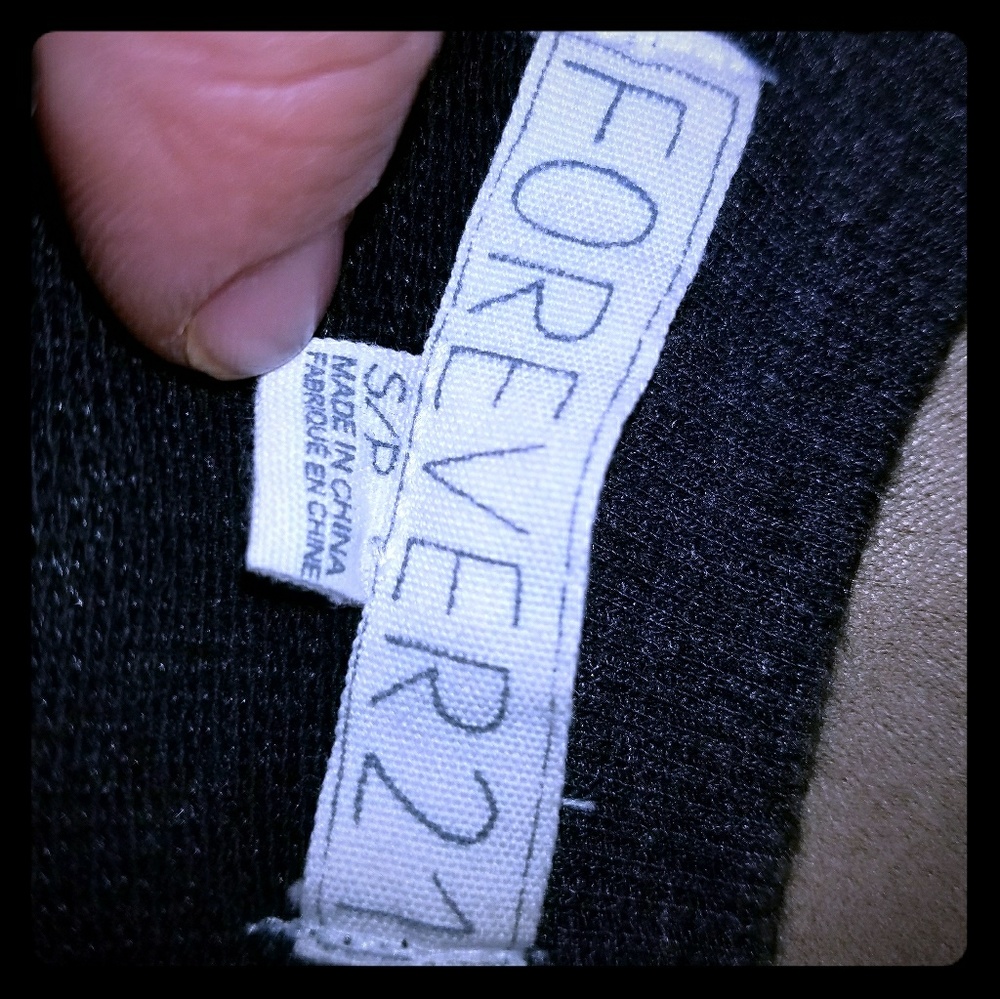 FOREVER21
S/P
MADE IN CHINA
FABRIQUÉ EN CHINE